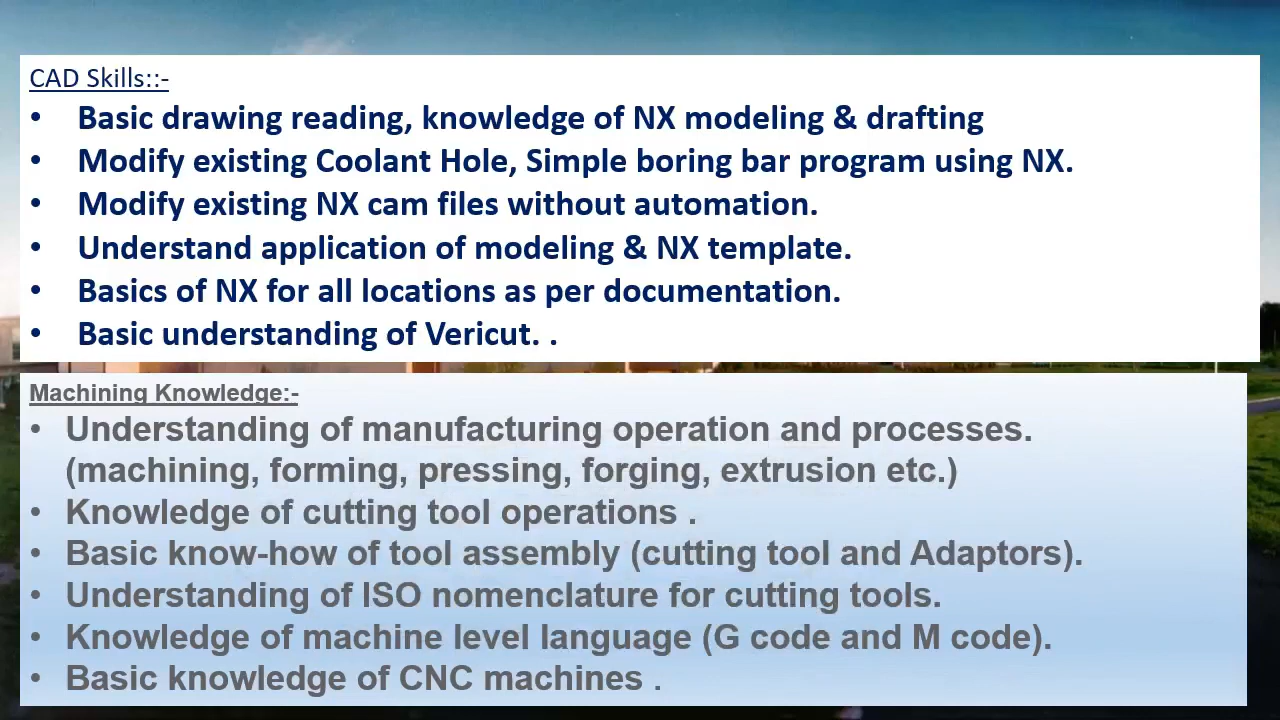 CAD Skills::-
• Basic drawing reading, knowledge of NX modeling & drafting
• Modify existing Coolant Hole, Simple boring bar program using NX.
• Modify existing NX cam files without automation.
• Understand application of modeling & NX template.
• Basics of NX for all locations as per documentation.
• Basic understanding of Vericut. .
Machining Knowledge:-
• Understanding of manufacturing operation and processes.
(machining, forming, pressing, forging, extrusion etc.)
• Knowledge of cutting tool operations .
• Basic know-how of tool assembly (cutting tool and Adaptors).
• Understanding of ISO nomenclature for cutting tools.
• Knowledge of machine level language (G code and M code).
• Basic knowledge of CNC machines .